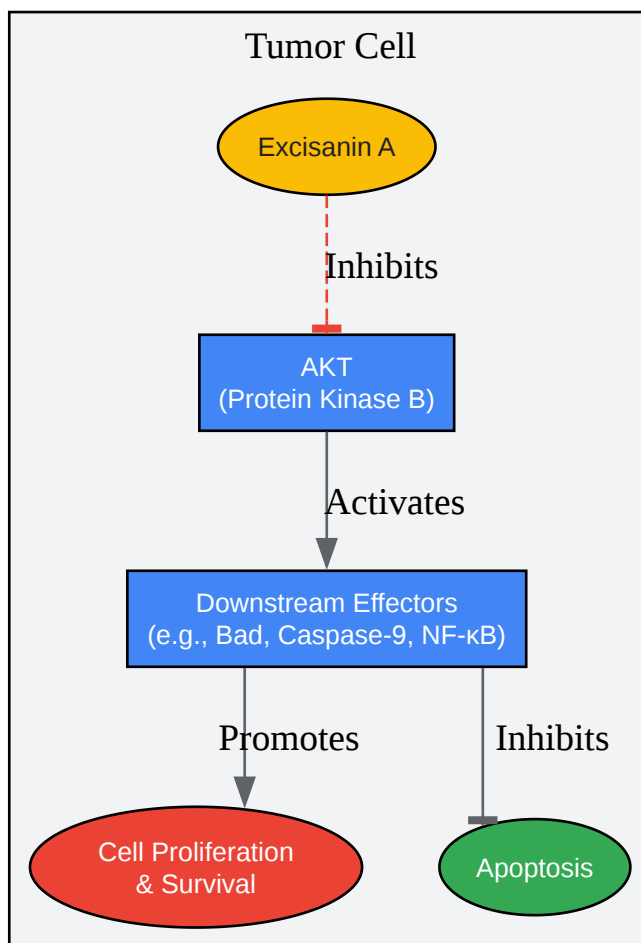 Tumor Cell
Excisanin A
Inhibits
AKT
(Protein Kinase B)
Activates
Downstream Effectors
(e.g., Bad, Caspase-9, NF-κB)
Promotes
Inhibits
Cell Proliferation
& Survival
Apoptosis